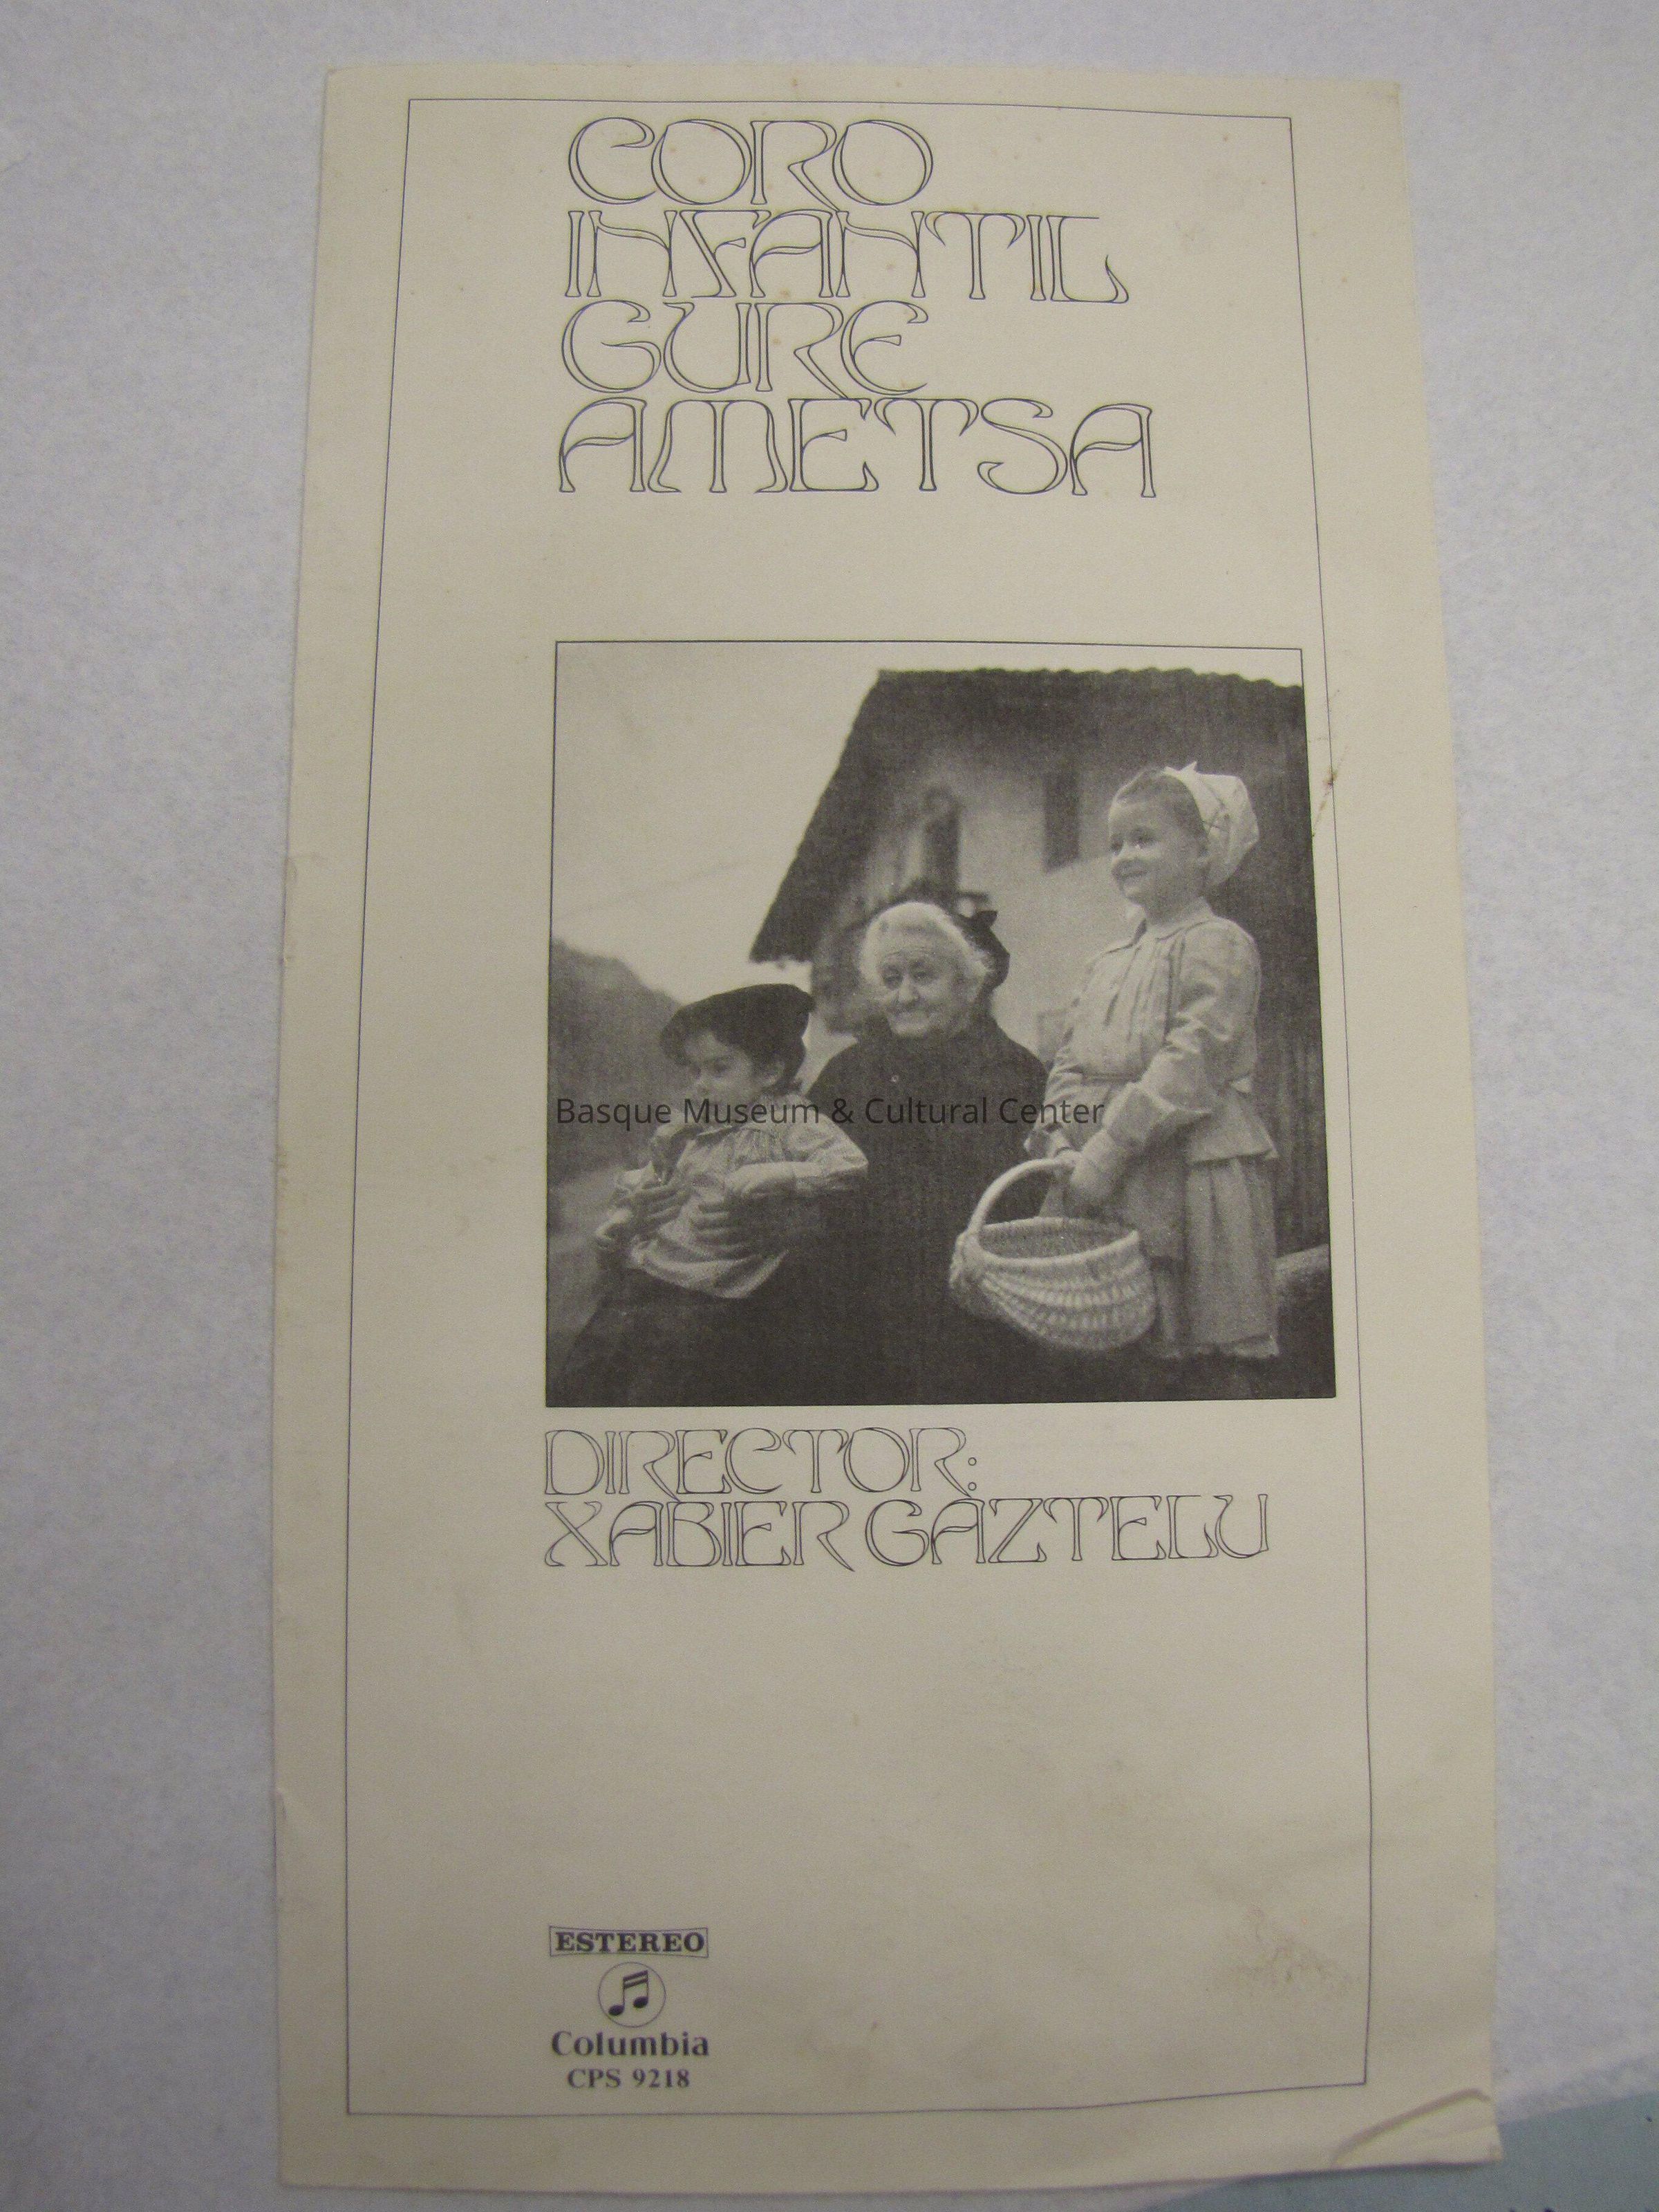 CORO
INFANTIL
GURE
AMETSA
Basque Museum & Cultural Center
DIRECTOR:
XABIER GAZTELU
ESTEREO
Columbia
CPS 9218